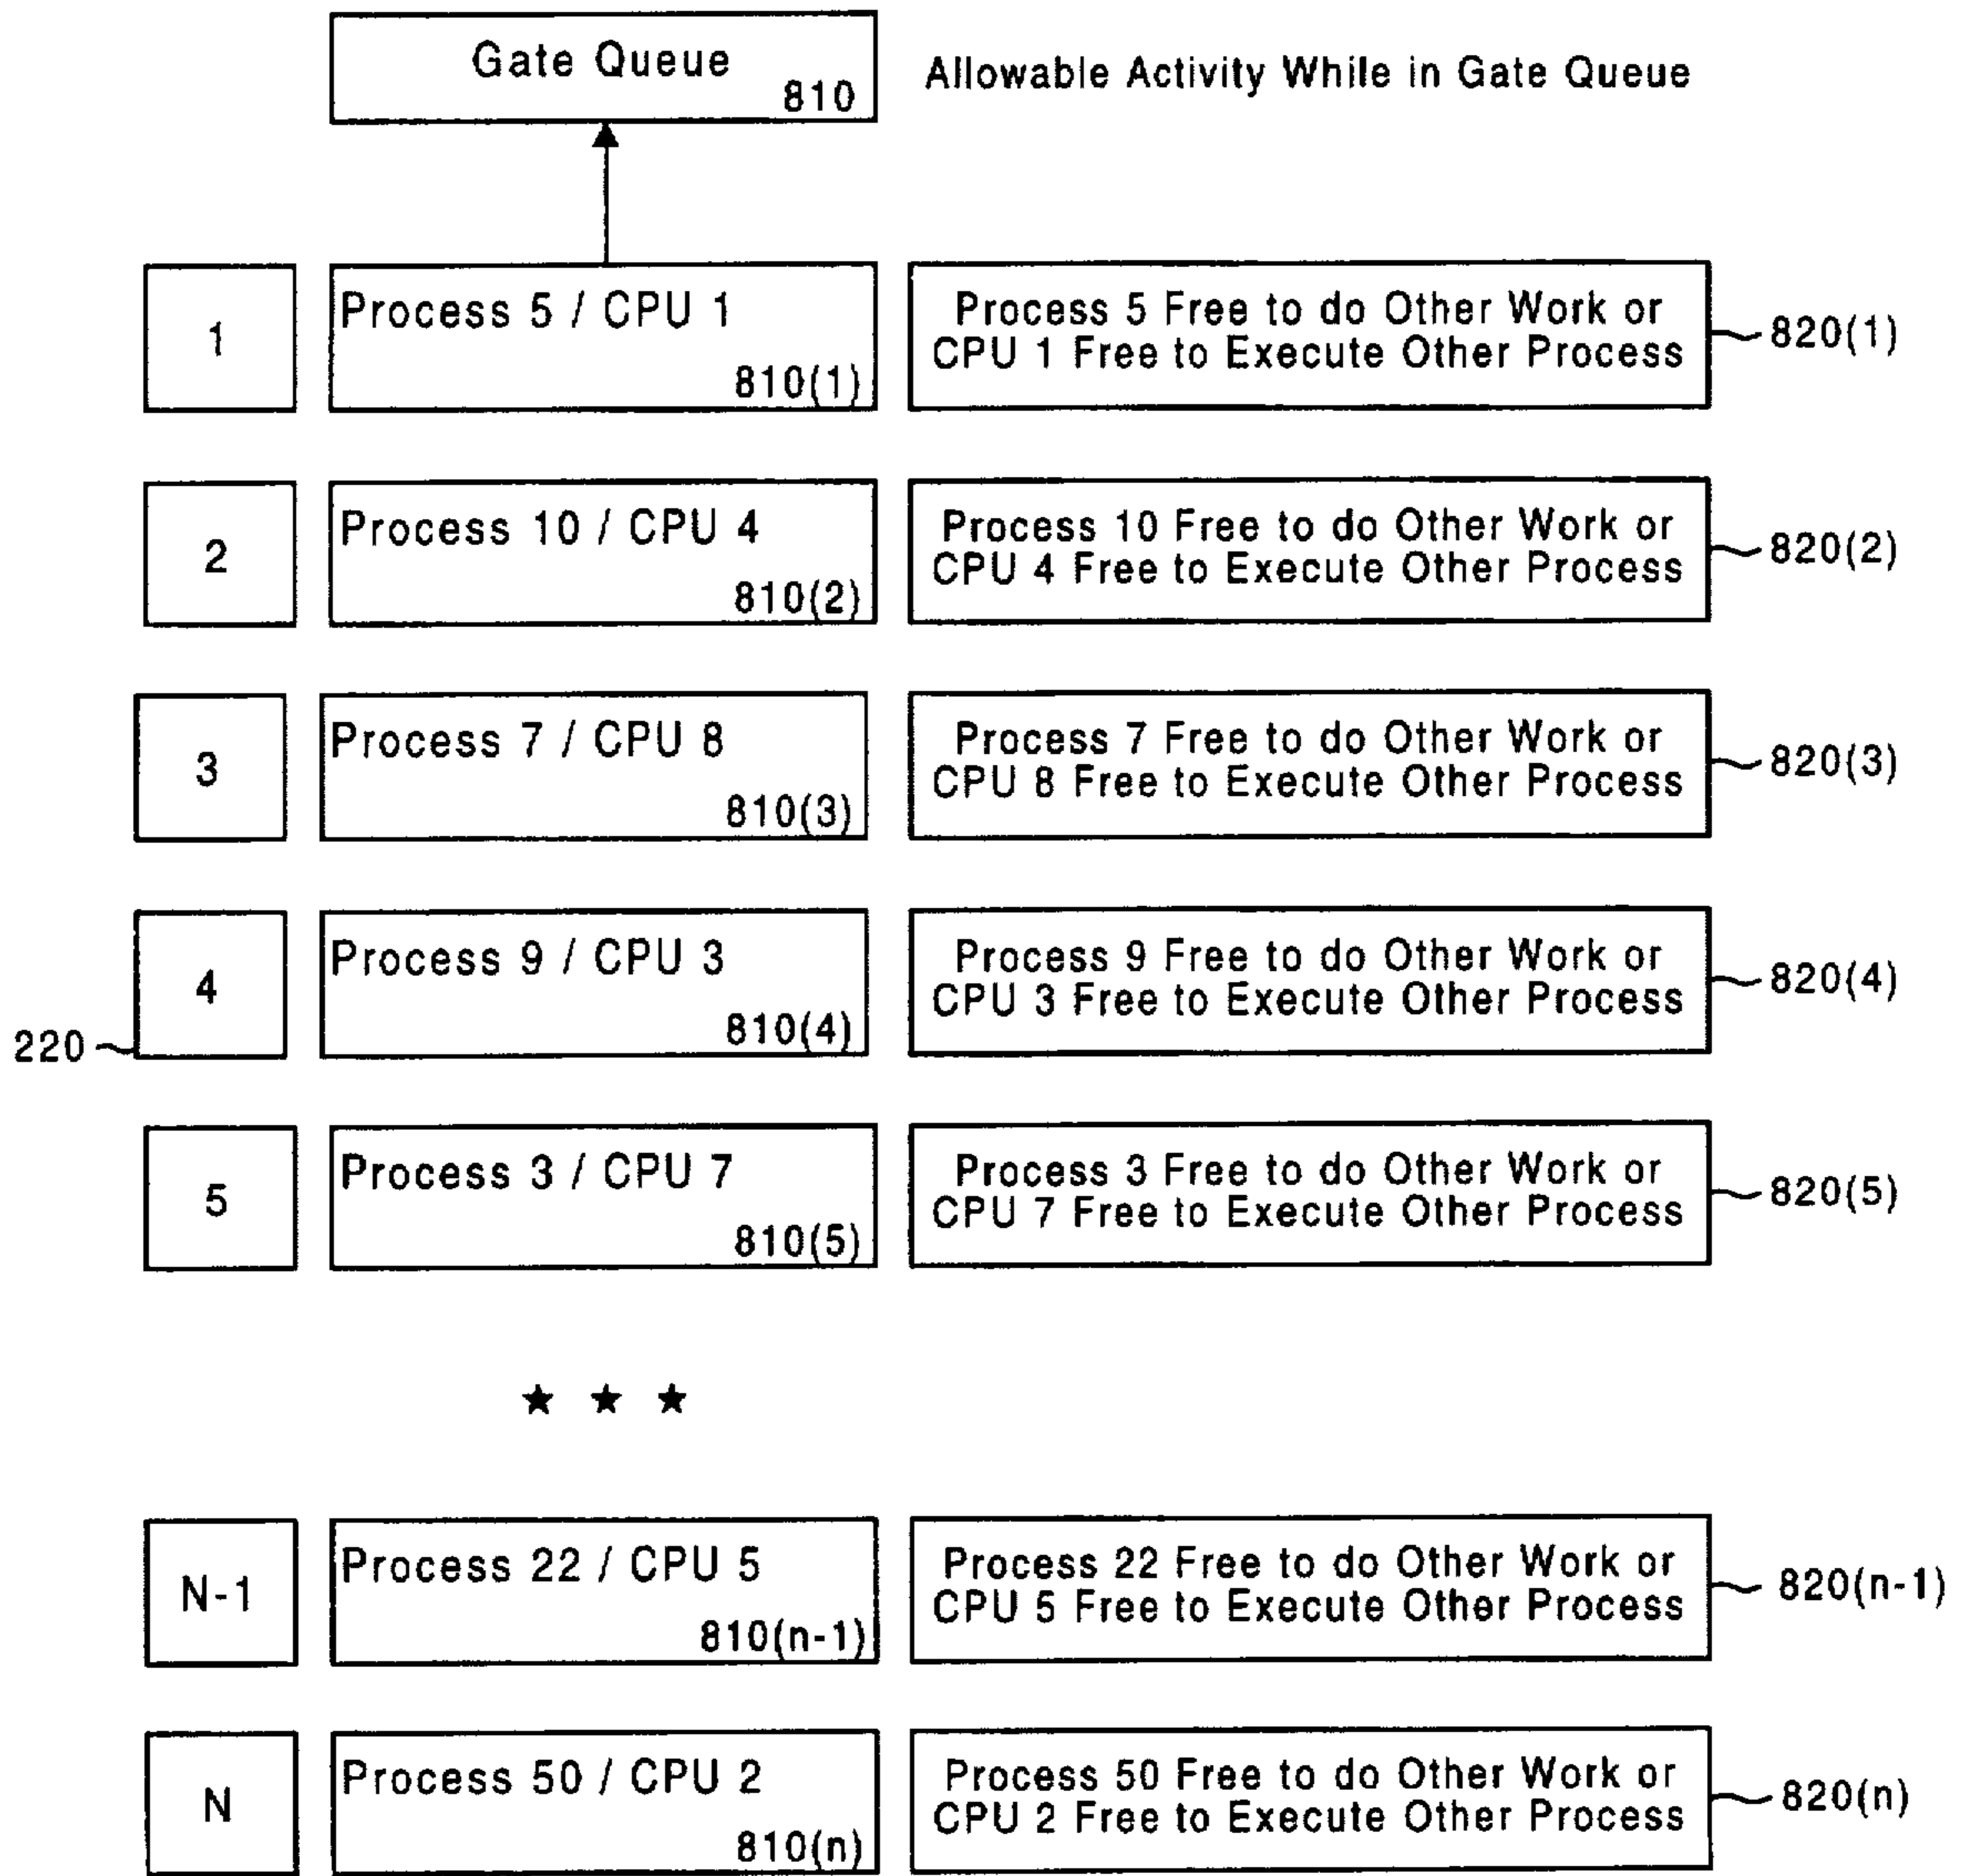 Gate Queue
810
Allowable Activity While in Gate Queue
1
Process 5 / CPU 1
810(1)
Process 5 Free to do Other Work or
CPU 1 Free to Execute Other Process
820(1)
2
Process 10 / CPU 4
810(2)
Process 10 Free to do Other Work or
CPU 4 Free to Execute Other Process
820(2)
3
Process 7 / CPU 8
810(3)
Process 7 Free to do Other Work or
CPU 8 Free to Execute Other Process
820(3)
4
220
Process 9 / CPU 3
810(4)
Process 9 Free to do Other Work or
CPU 3 Free to Execute Other Process
820(4)
5
Process 3 / CPU 7
810(5)
Process 3 Free to do Other Work or
CPU 7 Free to Execute Other Process
820(5)
★ ★ ★
N-1
Process 22 / CPU 5
810(n-1)
Process 22 Free to do Other Work or
CPU 5 Free to Execute Other Process
820(n-1)
N
Process 50 / CPU 2
810(n)
Process 50 Free to do Other Work or
CPU 2 Free to Execute Other Process
820(n)